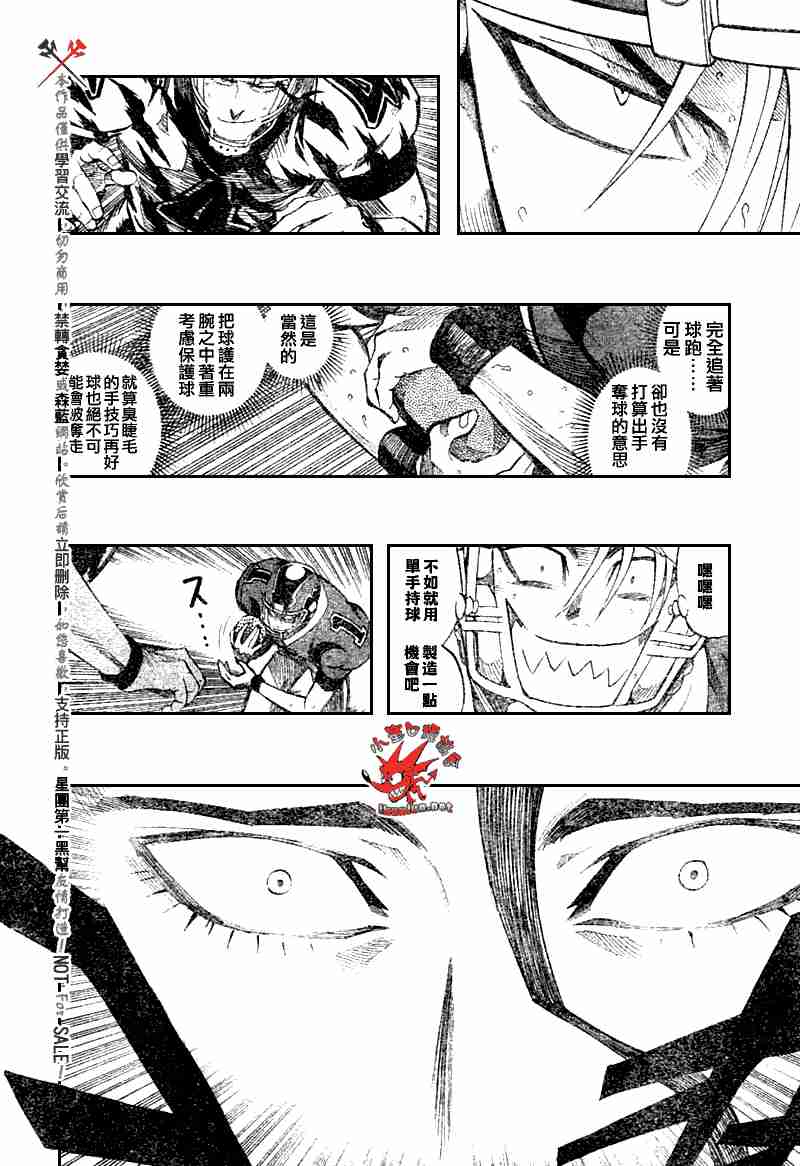 完全追著
球跑……
可是
卻也沒有
打算出手
奪球的意思
這是
當然的
把球護在兩
腕之中著重
考慮保護球
就算臭睫毛
的手技巧再好
球也絕不可
能會被奪走
嘿嘿嘿
不如就用
單手持球
製造一點
機會吧
ス…
1
1
本作品僅供學習交流,切勿商用,禁轉貪婪或森藍網站。欣賞后請立即刪除,如您喜歡,支持正版。星團第一黑幫友情打造!NOT For SALE!